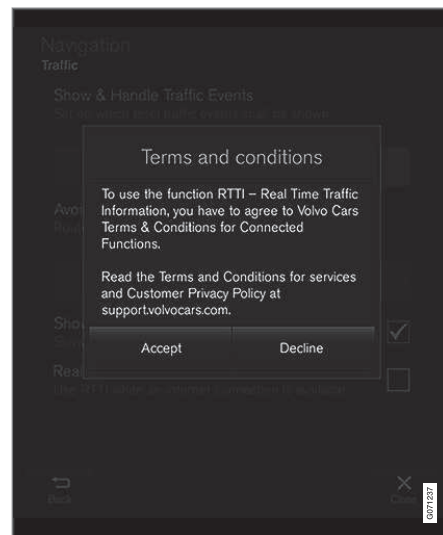 Navigation
Traffic
Show & Handle Traffic Events
Terms and conditions
To use the function RTTI – Real Time Traffic
Information, you have to agree to Volvo Cars
Terms & Conditions for Connected
Functions.
Read the Terms and Conditions for services
and Customer Privacy Policy at
support.volvocars.com.
Accept
Decline
Back
Close
G071237